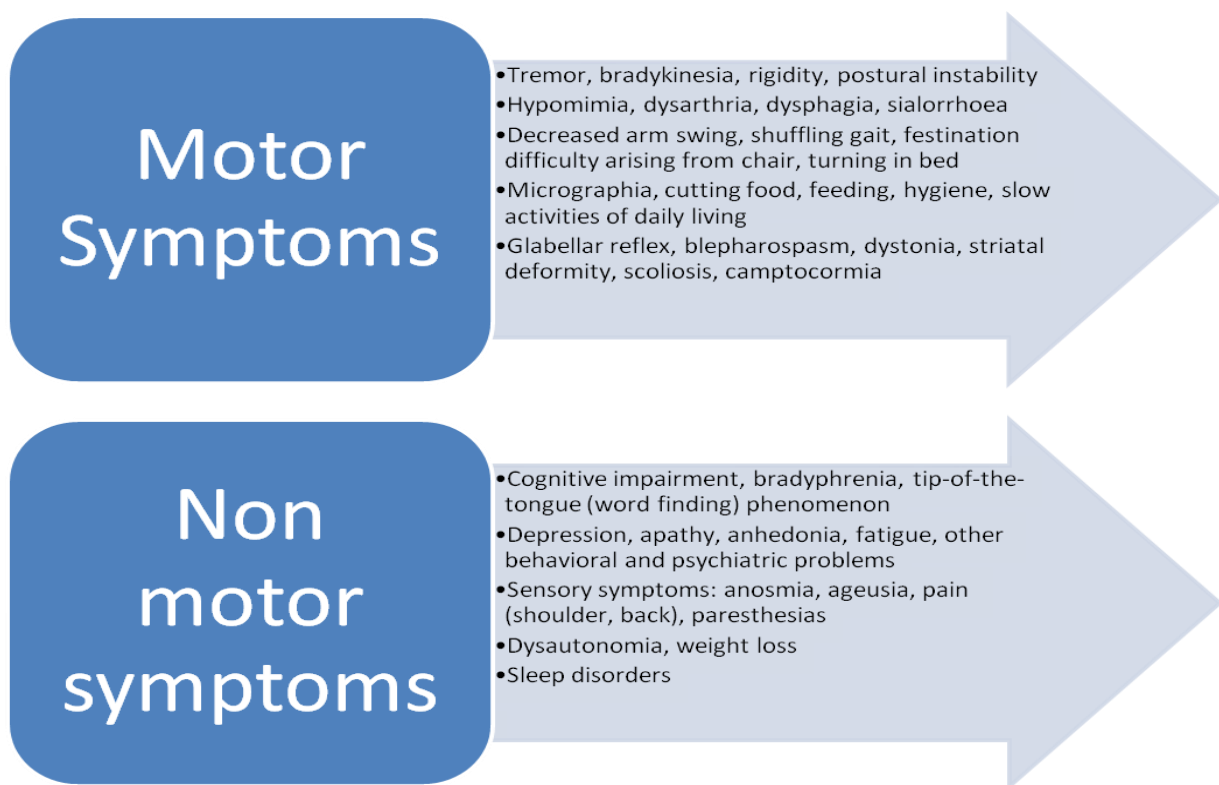 Motor
Symptoms
•Tremor, bradykinesia, rigidity, postural instability
•Hypomimia, dysarthria, dysphagia, sialorrhoea
•Decreased arm swing, shuffling gait, festination
difficulty arising from chair, turning in bed
•Micrographia, cutting food, feeding, hygiene, slow
activities of daily living
•Glabellar reflex, blepharospasm, dystonia, striatal
deformity, scoliosis, camptocormia
Non
motor
symptoms
•Cognitive impairment, bradyphrenia, tip-of-the-
tongue (word finding) phenomenon
•Depression, apathy, anhedonia, fatigue, other
behavioral and psychiatric problems
•Sensory symptoms: anosmia, ageusia, pain
(shoulder, back), paresthesias
•Dysautonomia, weight loss
•Sleep disorders